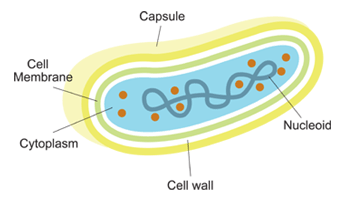 Capsule
Cell
Membrane
Cytoplasm
Nucleoid
Cell wall